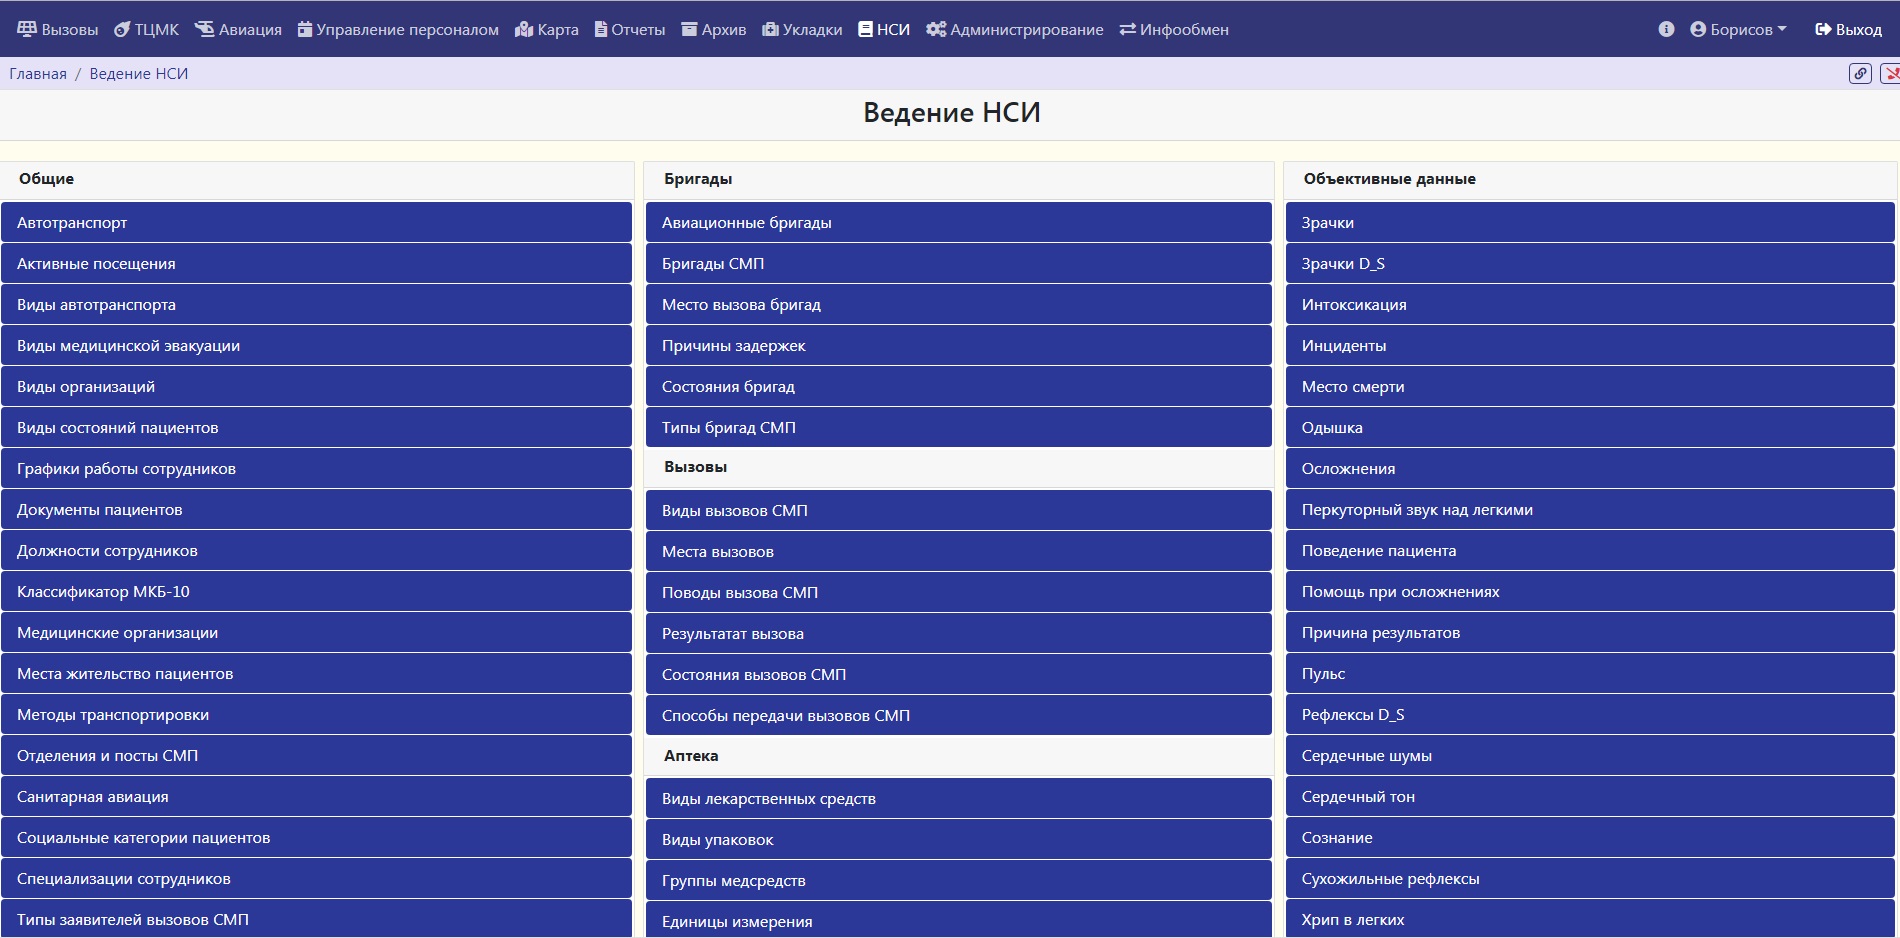 Вызовы ТЦМК Авиация Управление персоналом Карта Отчеты Архив Укладки НСИ Администрирование Инфообмен Борисов Выход
Главная / Ведение НСИ
Ведение НСИ
Общие
Автотранспорт
Активные посещения
Виды автотранспорта
Виды медицинской эвакуации
Виды организаций
Виды состояний пациентов
Графики работы сотрудников
Документы пациентов
Должности сотрудников
Классификатор МКБ-10
Медицинские организации
Места жительство пациентов
Методы транспортировки
Отделения и посты СМП
Санитарная авиация
Социальные категории пациентов
Специализации сотрудников
Типы заявителей вызовов СМП
Бригады
Авиационные бригады
Бригады СМП
Место вызова бригад
Причины задержек
Состояния бригад
Типы бригад СМП
Вызовы
Виды вызовов СМП
Места вызовов
Поводы вызова СМП
Результатат вызова
Состояния вызовов СМП
Способы передачи вызовов СМП
Аптека
Виды лекарственных средств
Виды упаковок
Группы медсредств
Единицы измерения
Объективные данные
Зрачки
Зрачки D_S
Интоксикация
Инциденты
Место смерти
Одышка
Осложнения
Перкуторный звук над легкими
Поведение пациента
Помощь при осложнениях
Причина результатов
Пульс
Рефлексы D_S
Сердечные шумы
Сердечный тон
Сознание
Сухожильные рефлексы
Хрип в легких